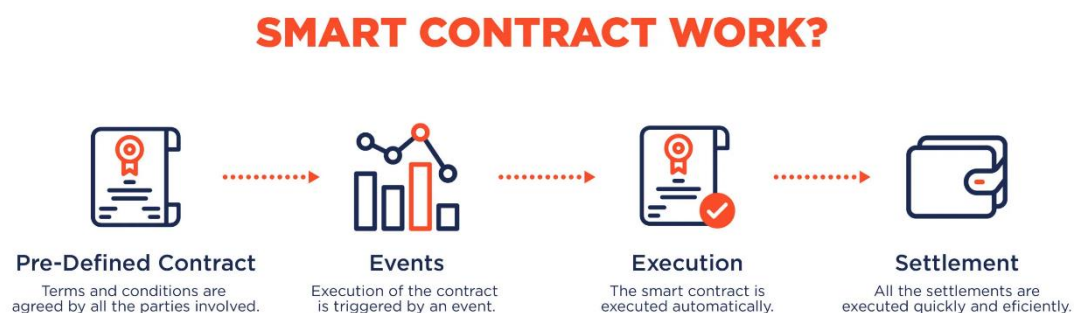 SMART CONTRACT WORK?
Pre-Defined Contract
Terms and conditions are
agreed by all the parties involved.
Events
Execution of the contract
is triggered by an event.
Execution
The smart contract is
executed automatically.
Settlement
All the settlements are
executed quickly and eficiently.